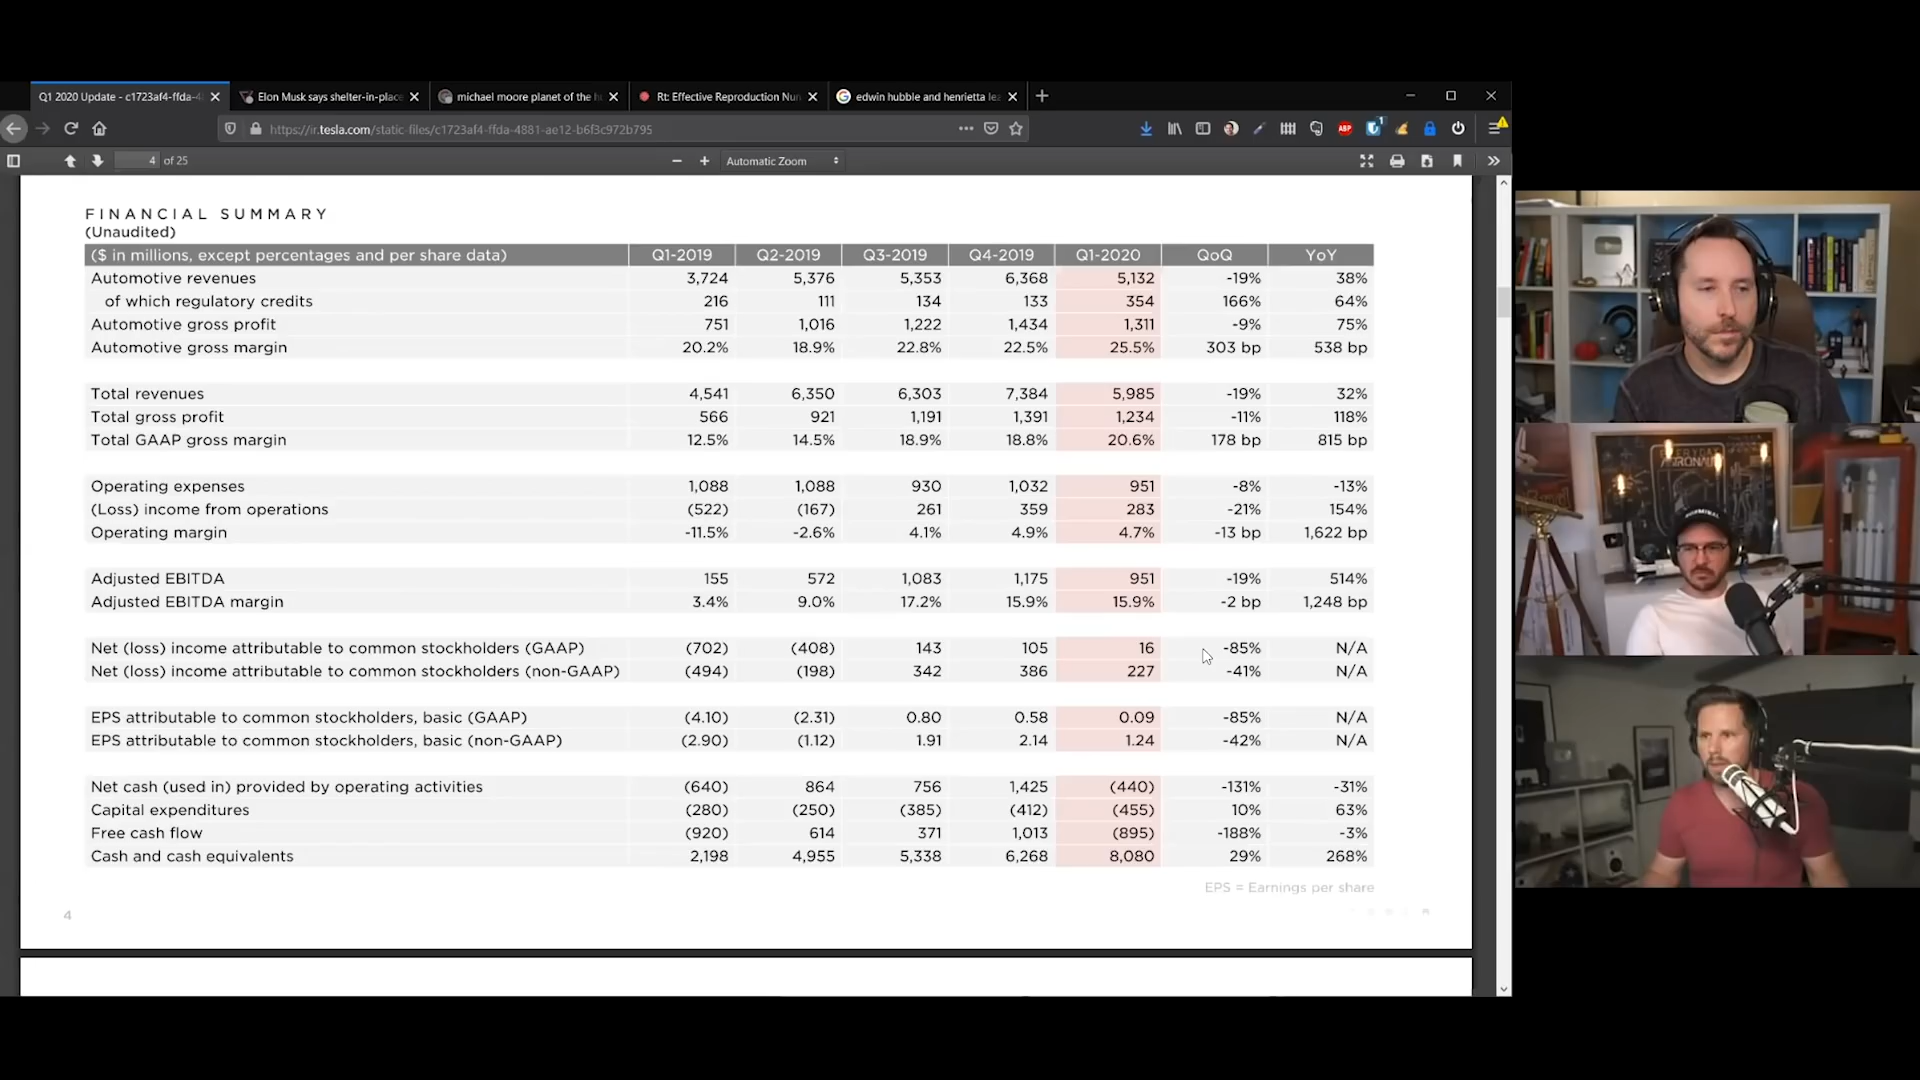 Q1 2020 Update - c1723af4-ffda-4
Elon Musk says shelter-in-place
michael moore planet of the h
Rt: Effective Reproduction Nu
edwin hubble and henrietta le
https://ir.tesla.com/static-files/c1723af4-ffda-4881-ae12-b6f3c972b795
ABP
1
4 of 25
Automatic Zoom
FINANCIAL SUMMARY
(Unaudited)
($ in millions, except percentages and per share data) Q1-2019 Q2-2019 Q3-2019 Q4-2019 Q1-2020 QoQ YoY
Automotive revenues 3,724 5,376 5,353 6,368 5,132 -19% 38%
of which regulatory credits 216 111 134 133 354 166% 64%
Automotive gross profit 751 1,016 1,222 1,434 1,311 -9% 75%
Automotive gross margin 20.2% 18.9% 22.8% 22.5% 25.5% 303 bp 538 bp
Total revenues 4,541 6,350 6,303 7,384 5,985 -19% 32%
Total gross profit 566 921 1,191 1,391 1,234 -11% 118%
Total GAAP gross margin 12.5% 14.5% 18.9% 18.8% 20.6% 178 bp 815 bp
Operating expenses 1,088 1,088 930 1,032 951 -8% -13%
(Loss) income from operations (522) (167) 261 359 283 -21% 154%
Operating margin -11.5% -2.6% 4.1% 4.9% 4.7% -13 bp 1,622 bp
Adjusted EBITDA 155 572 1,083 1,175 951 -19% 514%
Adjusted EBITDA margin 3.4% 9.0% 17.2% 15.9% 15.9% -2 bp 1,248 bp
Net (loss) income attributable to common stockholders (GAAP) (702) (408) 143 105 16 -85% N/A
Net (loss) income attributable to common stockholders (non-GAAP) (494) (198) 342 386 227 -41% N/A
EPS attributable to common stockholders, basic (GAAP) (4.10) (2.31) 0.80 0.58 0.09 -85% N/A
EPS attributable to common stockholders, basic (non-GAAP) (2.90) (1.12) 1.91 2.14 1.24 -42% N/A
Net cash (used in) provided by operating activities (640) 864 756 1,425 (440) -131% -31%
Capital expenditures (280) (250) (385) (412) (455) 10% 63%
Free cash flow (920) 614 371 1,013 (895) -188% -3%
Cash and cash equivalents 2,198 4,955 5,338 6,268 8,080 29% 268%
EPS = Earnings per share
4